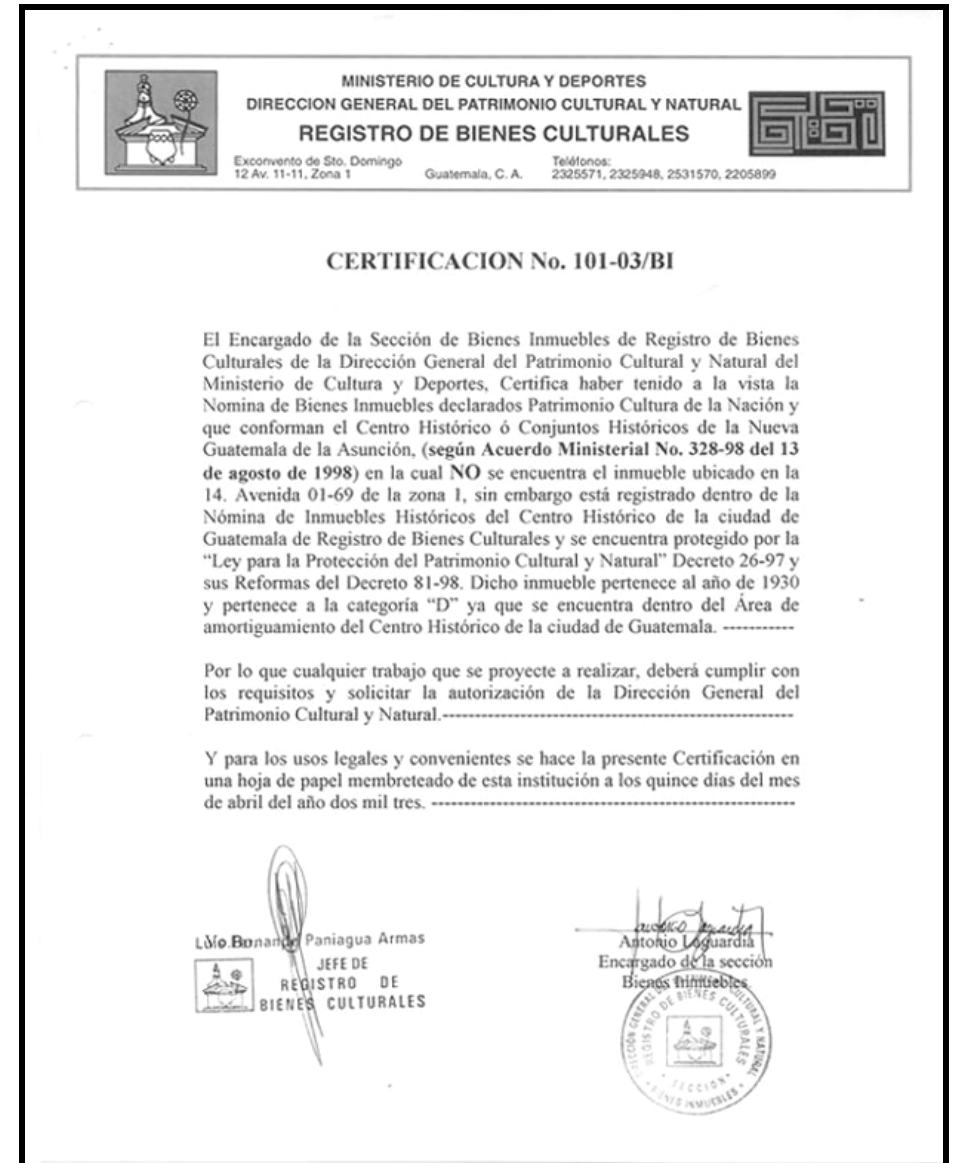 MINISTERIO DE CULTURA Y DEPORTES
DIRECCION GENERAL DEL PATRIMONIO CULTURAL Y NATURAL
REGISTRO DE BIENES CULTURALES
Exconvento de Sto. Domingo
12 Av. 11-11, Zona 1 Guatemala, C. A.
Teléfonos:
2325571, 2325948, 2531570, 2205899
CERTIFICACION No. 101-03/BI
El Encargado de la Sección de Bienes Inmuebles de Registro de Bienes
Culturales de la Dirección General del Patrimonio Cultural y Natural del
Ministerio de Cultura y Deportes, Certifica haber tenido a la vista la
Nomina de Bienes Inmuebles declarados Patrimonio Cultura de la Nación y
que conforman el Centro Histórico ó Conjuntos Históricos de la Nueva
Guatemala de la Asunción, (según Acuerdo Ministerial No. 328-98 del 13
de agosto de 1998) en la cual NO se encuentra el inmueble ubicado en la
14. Avenida 01-69 de la zona 1, sin embargo está registrado dentro de la
Nómina de Inmuebles Históricos del Centro Histórico de la ciudad de
Guatemala de Registro de Bienes Culturales y se encuentra protegido por la
“Ley para la Protección del Patrimonio Cultural y Natural” Decreto 26-97 y
sus Reformas del Decreto 81-98. Dicho inmueble pertenece al año de 1930
y pertenece a la categoría “D” ya que se encuentra dentro del Área de
amortiguamiento del Centro Histórico de la ciudad de Guatemala. -----------
Por lo que cualquier trabajo que se proyecte a realizar, deberá cumplir con
los requisitos y solicitar la autorización de la Dirección General del
Patrimonio Cultural y Natural.------------------------------------------------------
Y para los usos legales y convenientes se hace la presente Certificación en
una hoja de papel membreteado de esta institución a los quince días del mes
de abril del año dos mil tres. --------------------------------------------------------
Vo.Bo.
Paniagua Armas
JEFE DE
REGISTRO DE
BIENES CULTURALES
Antonio Laguardia
Encargado de la sección
Bienes Inmuebles
DIRECCIÓN GENERAL DEL PATRIMONIO CULTURAL Y NATURAL
REGISTRO DE BIENES CULTURALES
SECCION
BIENES INMUEBLES